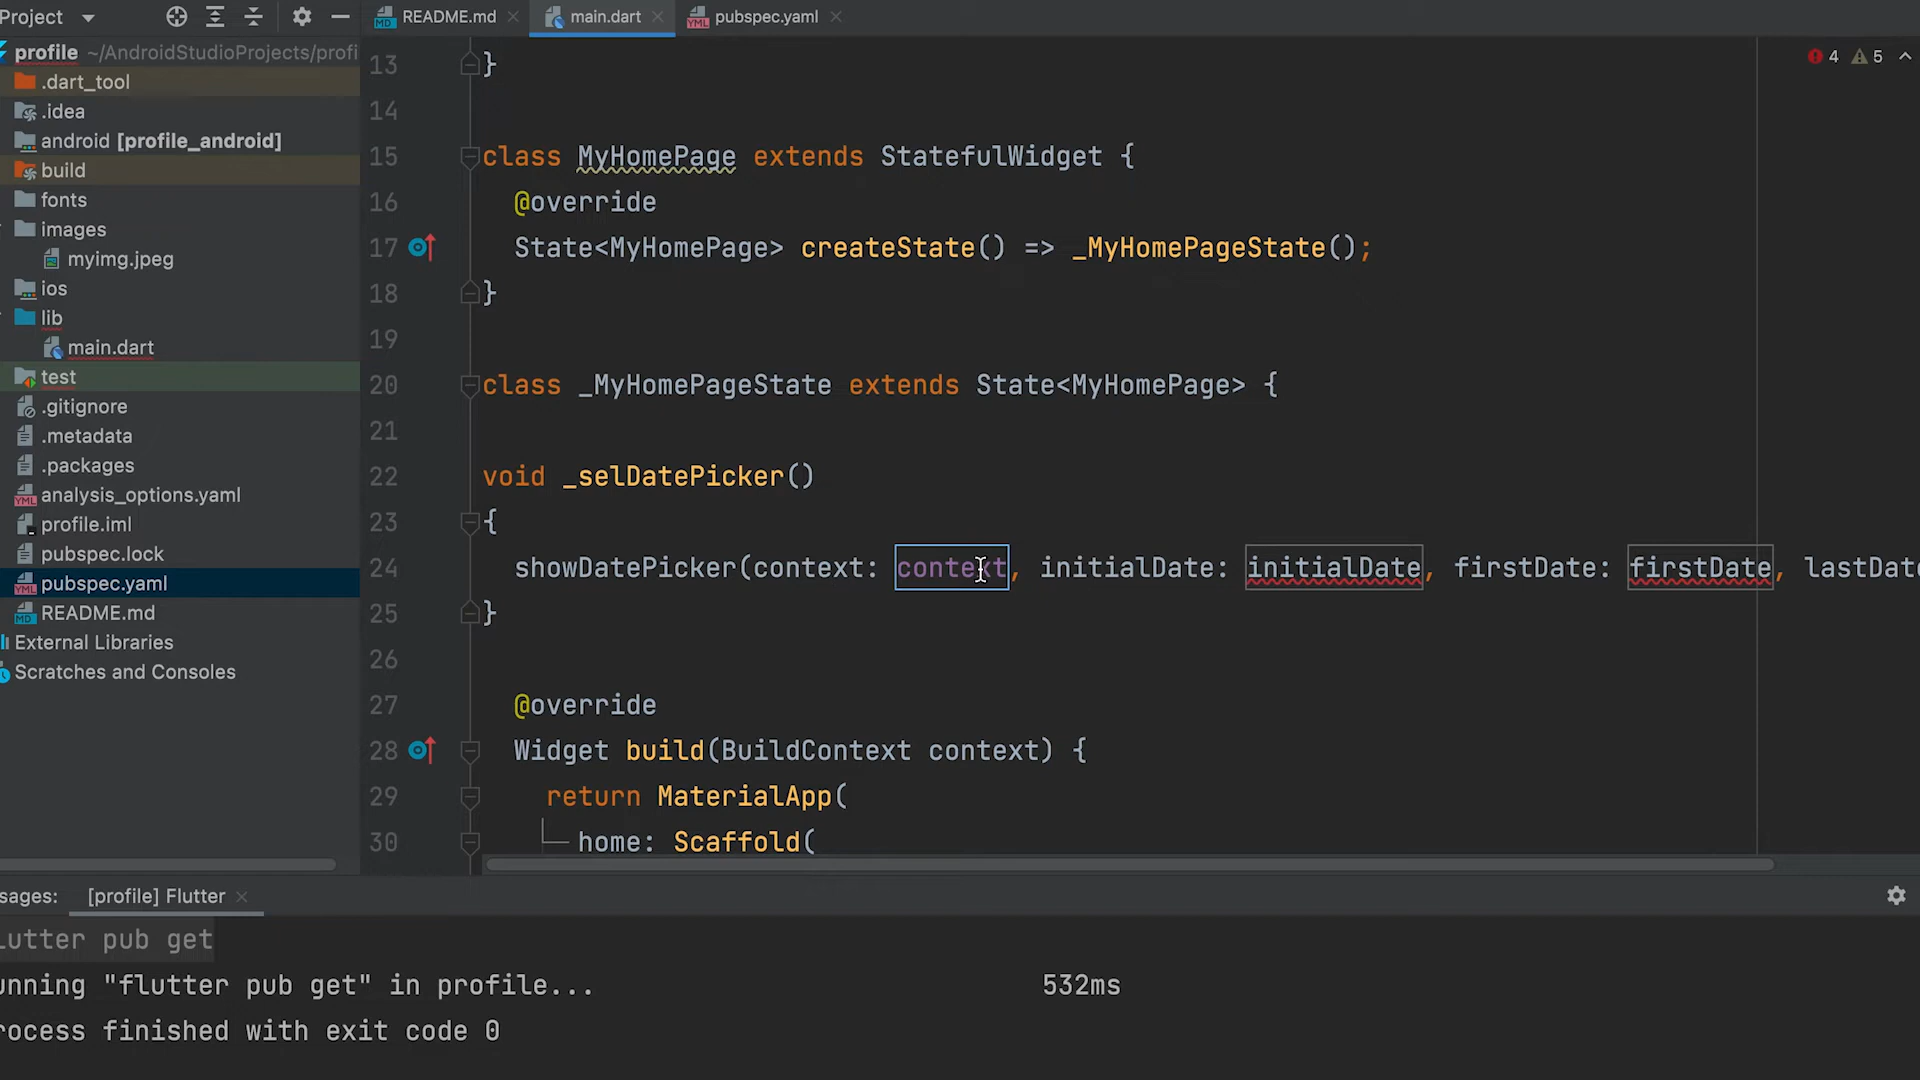 Project
README.md
main.dart
pubspec.yaml
profile ~/AndroidStudioProjects/profi
.dart_tool
.idea
android [profile_android]
build
fonts
images
myimg.jpeg
ios
lib
main.dart
test
.gitignore
.metadata
.packages
analysis_options.yaml
profile.iml
pubspec.lock
pubspec.yaml
README.md
External Libraries
Scratches and Consoles
4 5
13 }
14
15 class MyHomePage extends StatefulWidget {
16 @override
17 State<MyHomePage> createState() => _MyHomePageState();
18 }
19
20 class _MyHomePageState extends State<MyHomePage> {
21
22 void _selDatePicker()
23 {
24 showDatePicker(context: context, initialDate: initialDate, firstDate: firstDate, lastDate
25 }
26
27 @override
28 Widget build(BuildContext context) {
29 return MaterialApp(
30 home: Scaffold(
sages: [profile] Flutter
lutter pub get
unning "flutter pub get" in profile... 532ms
rocess finished with exit code 0